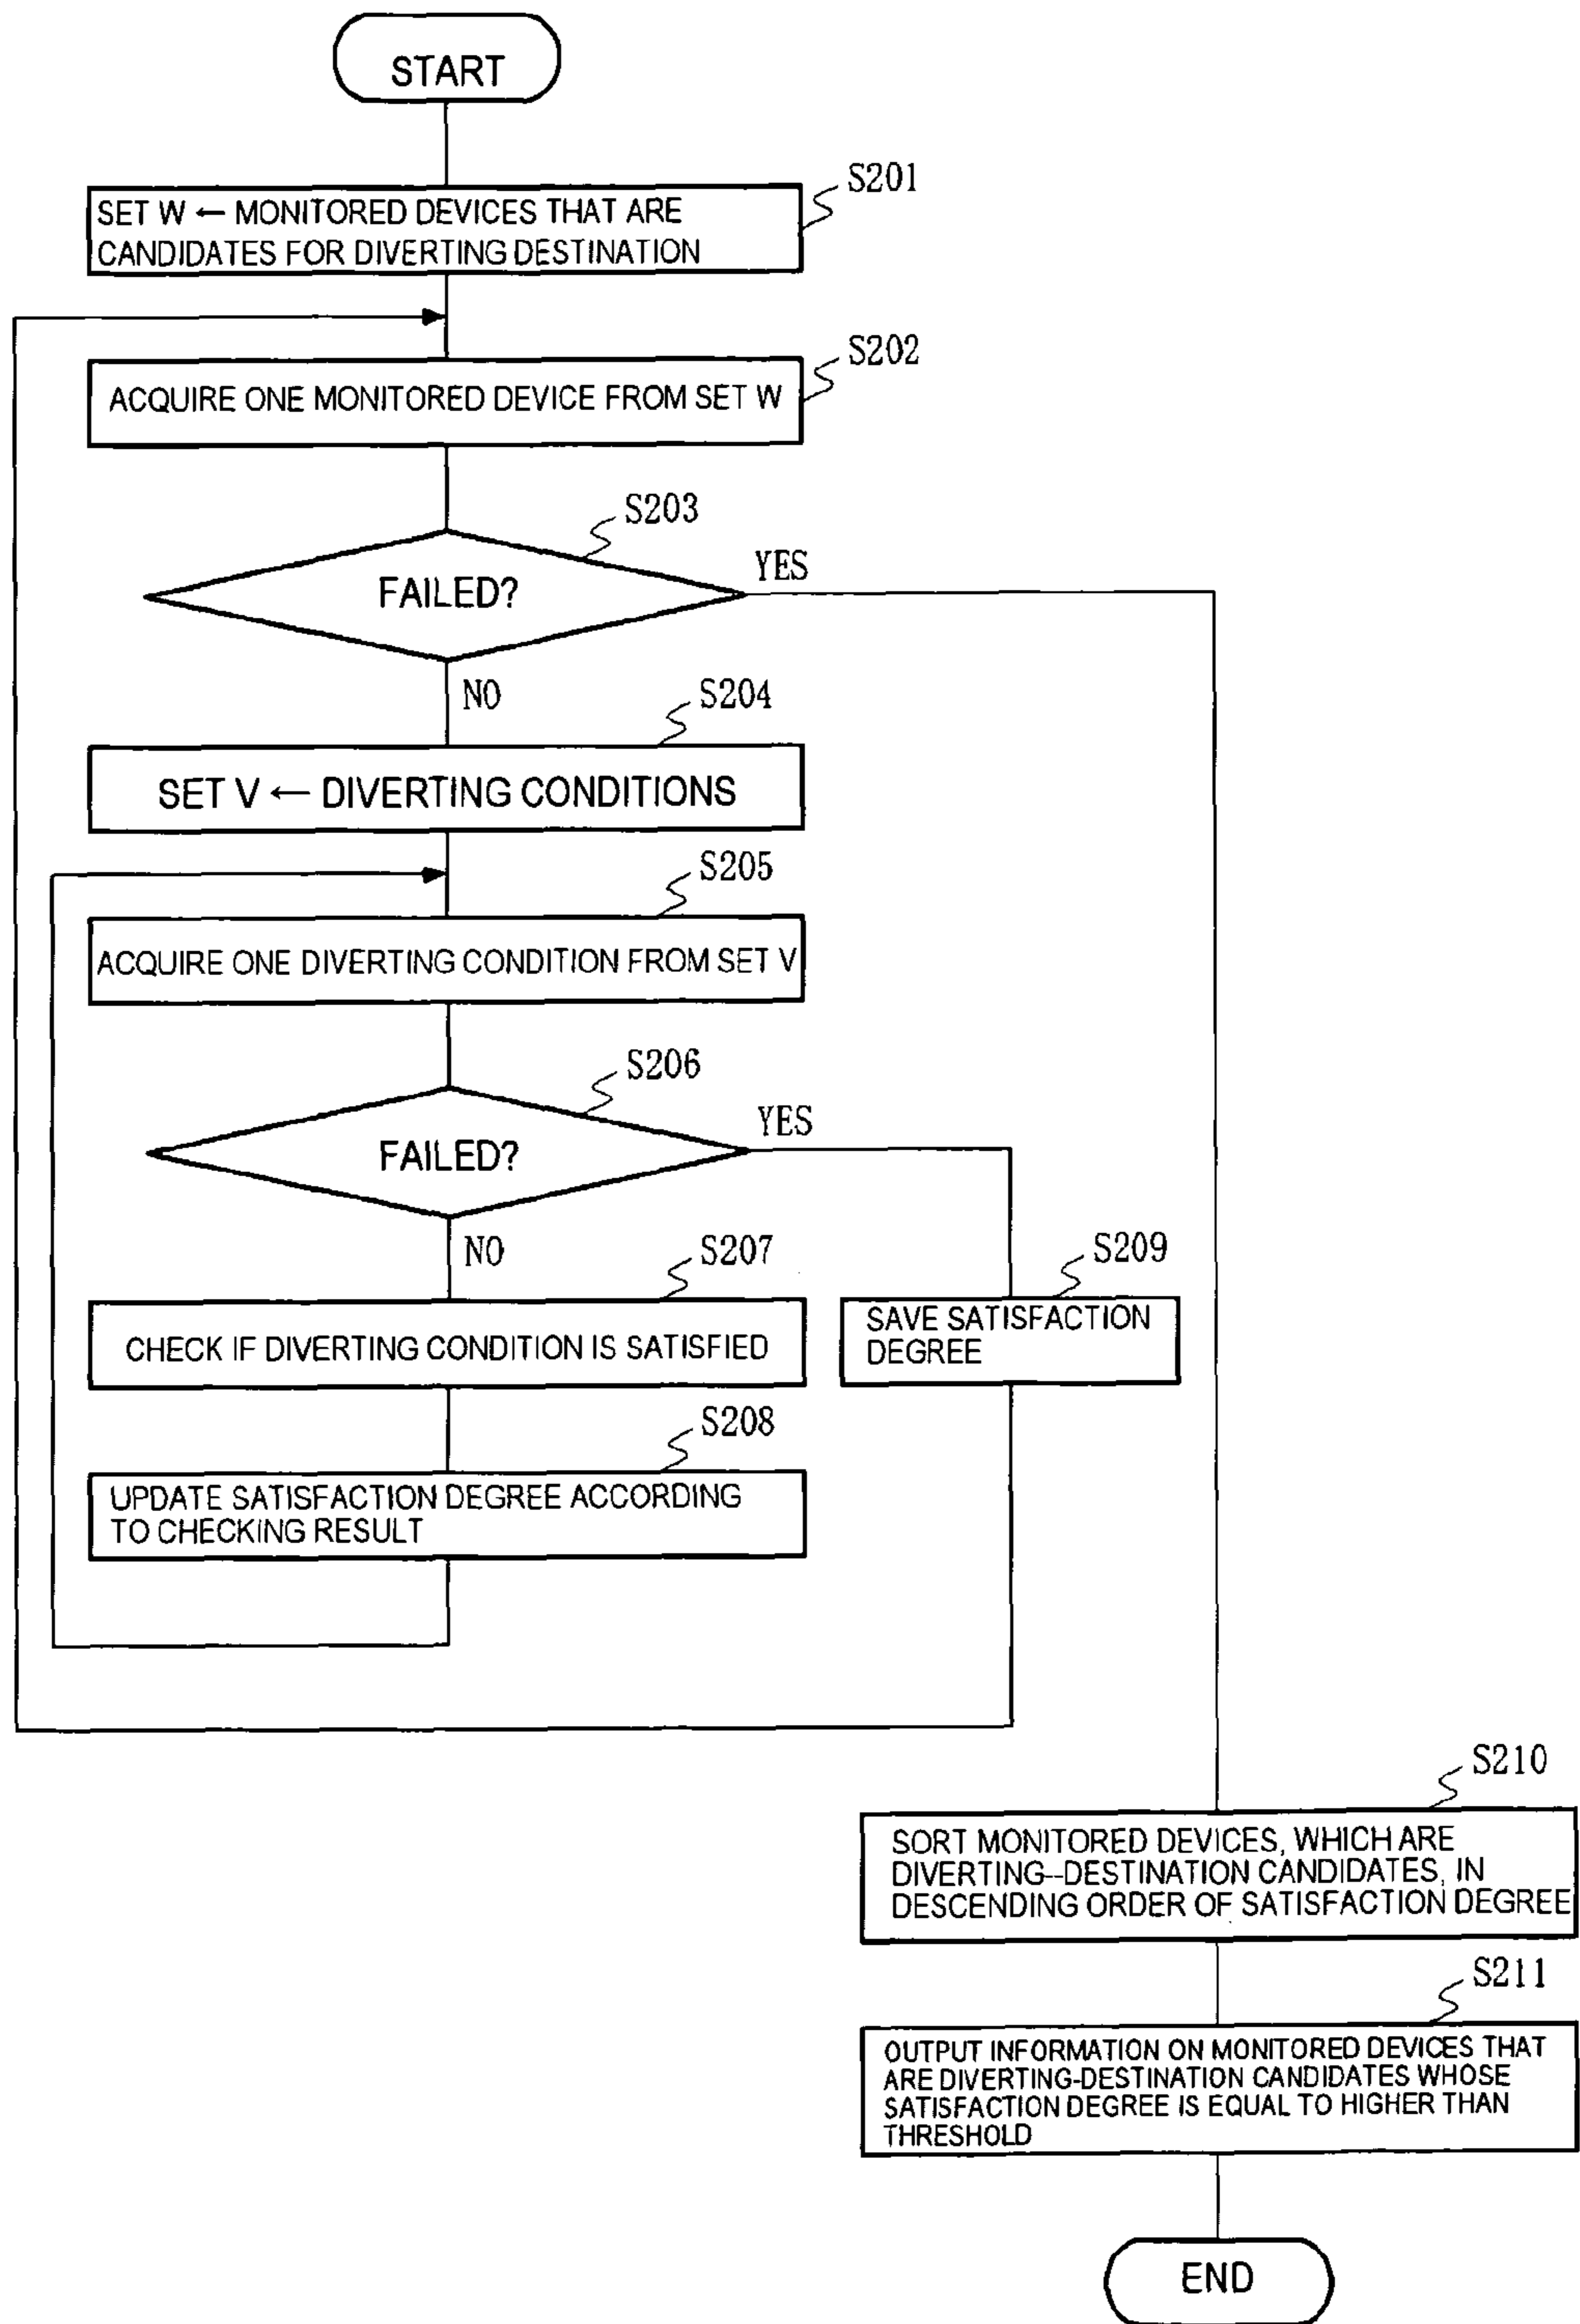 START
S201
SET W ← MONITORED DEVICES THAT ARE
CANDIDATES FOR DIVERTING DESTINATION
S202
ACQUIRE ONE MONITORED DEVICE FROM SET W
S203
FAILED?
YES
NO
S204
SET V ← DIVERTING CONDITIONS
S205
ACQUIRE ONE DIVERTING CONDITION FROM SET V
S206
FAILED?
YES
NO
S207
CHECK IF DIVERTING CONDITION IS SATISFIED
S209
SAVE SATISFACTION
DEGREE
S208
UPDATE SATISFACTION DEGREE ACCORDING
TO CHECKING RESULT
S210
SORT MONITORED DEVICES, WHICH ARE
DIVERTING--DESTINATION CANDIDATES, IN
DESCENDING ORDER OF SATISFACTION DEGREE
S211
OUTPUT INFORMATION ON MONITORED DEVICES THAT
ARE DIVERTING-DESTINATION CANDIDATES WHOSE
SATISFACTION DEGREE IS EQUAL TO HIGHER THAN
THRESHOLD
END